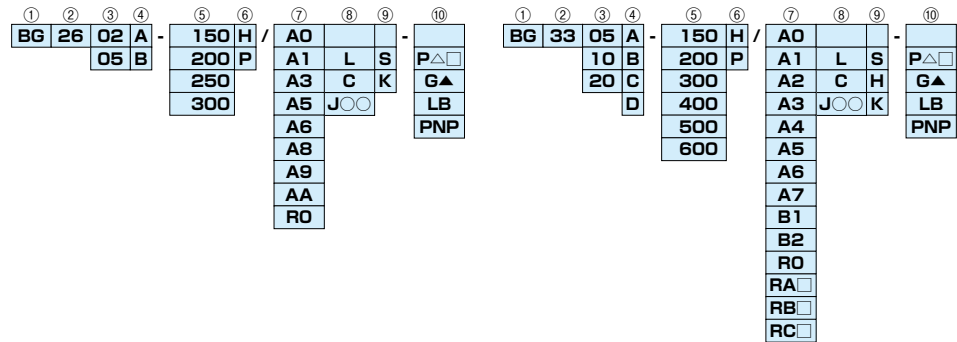 ① ② ③ ④ ⑤ ⑥ ⑦ ⑧ ⑨ ⑩
BG 26 02 A - 150 H / A0 -
05 B 200 P A1 L S P△□
250 A3 C K G▲
300 A5 J○○ LB
A6 PNP
A8
A9
AA
R0
① ② ③ ④ ⑤ ⑥ ⑦ ⑧ ⑨ ⑩
BG 33 05 A - 150 H / A0 -
10 B 200 P A1 L S P△□
20 C 300 A2 C H G▲
D 400 A3 J○○ K LB
500 A4 PNP
600 A5
A6
A7
B1
B2
R0
RA□
RB□
RC□